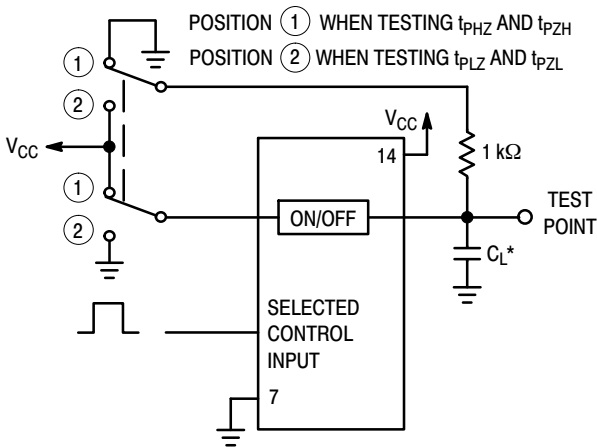 POSITION 1 WHEN TESTING tPHZ AND tPZH
POSITION 2 WHEN TESTING tPLZ AND tPZL
1
2
VCC
1
2
VCC
14
1 kΩ
ON/OFF
TEST
POINT
CL*
SELECTED
CONTROL
INPUT
7